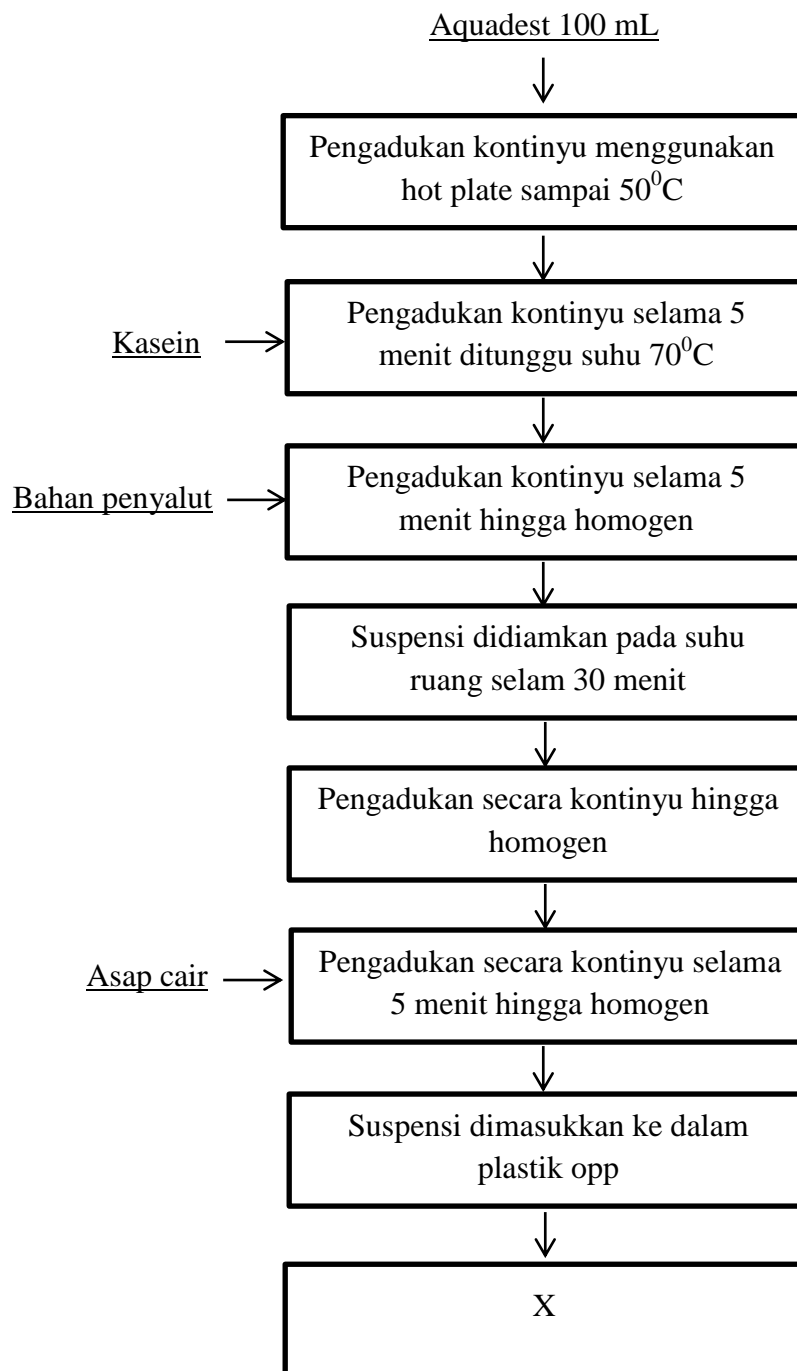 Aquadest 100 mL
Pengadukan kontinyu menggunakan
hot plate sampai 50⁰C
Kasein
Pengadukan kontinyu selama 5
menit ditunggu suhu 70⁰C
Bahan penyalut
Pengadukan kontinyu selama 5
menit hingga homogen
Suspensi didiamkan pada suhu
ruang selam 30 menit
Pengadukan secara kontinyu hingga
homogen
Asap cair
Pengadukan secara kontinyu selama
5 menit hingga homogen
Suspensi dimasukkan ke dalam
plastik opp
X